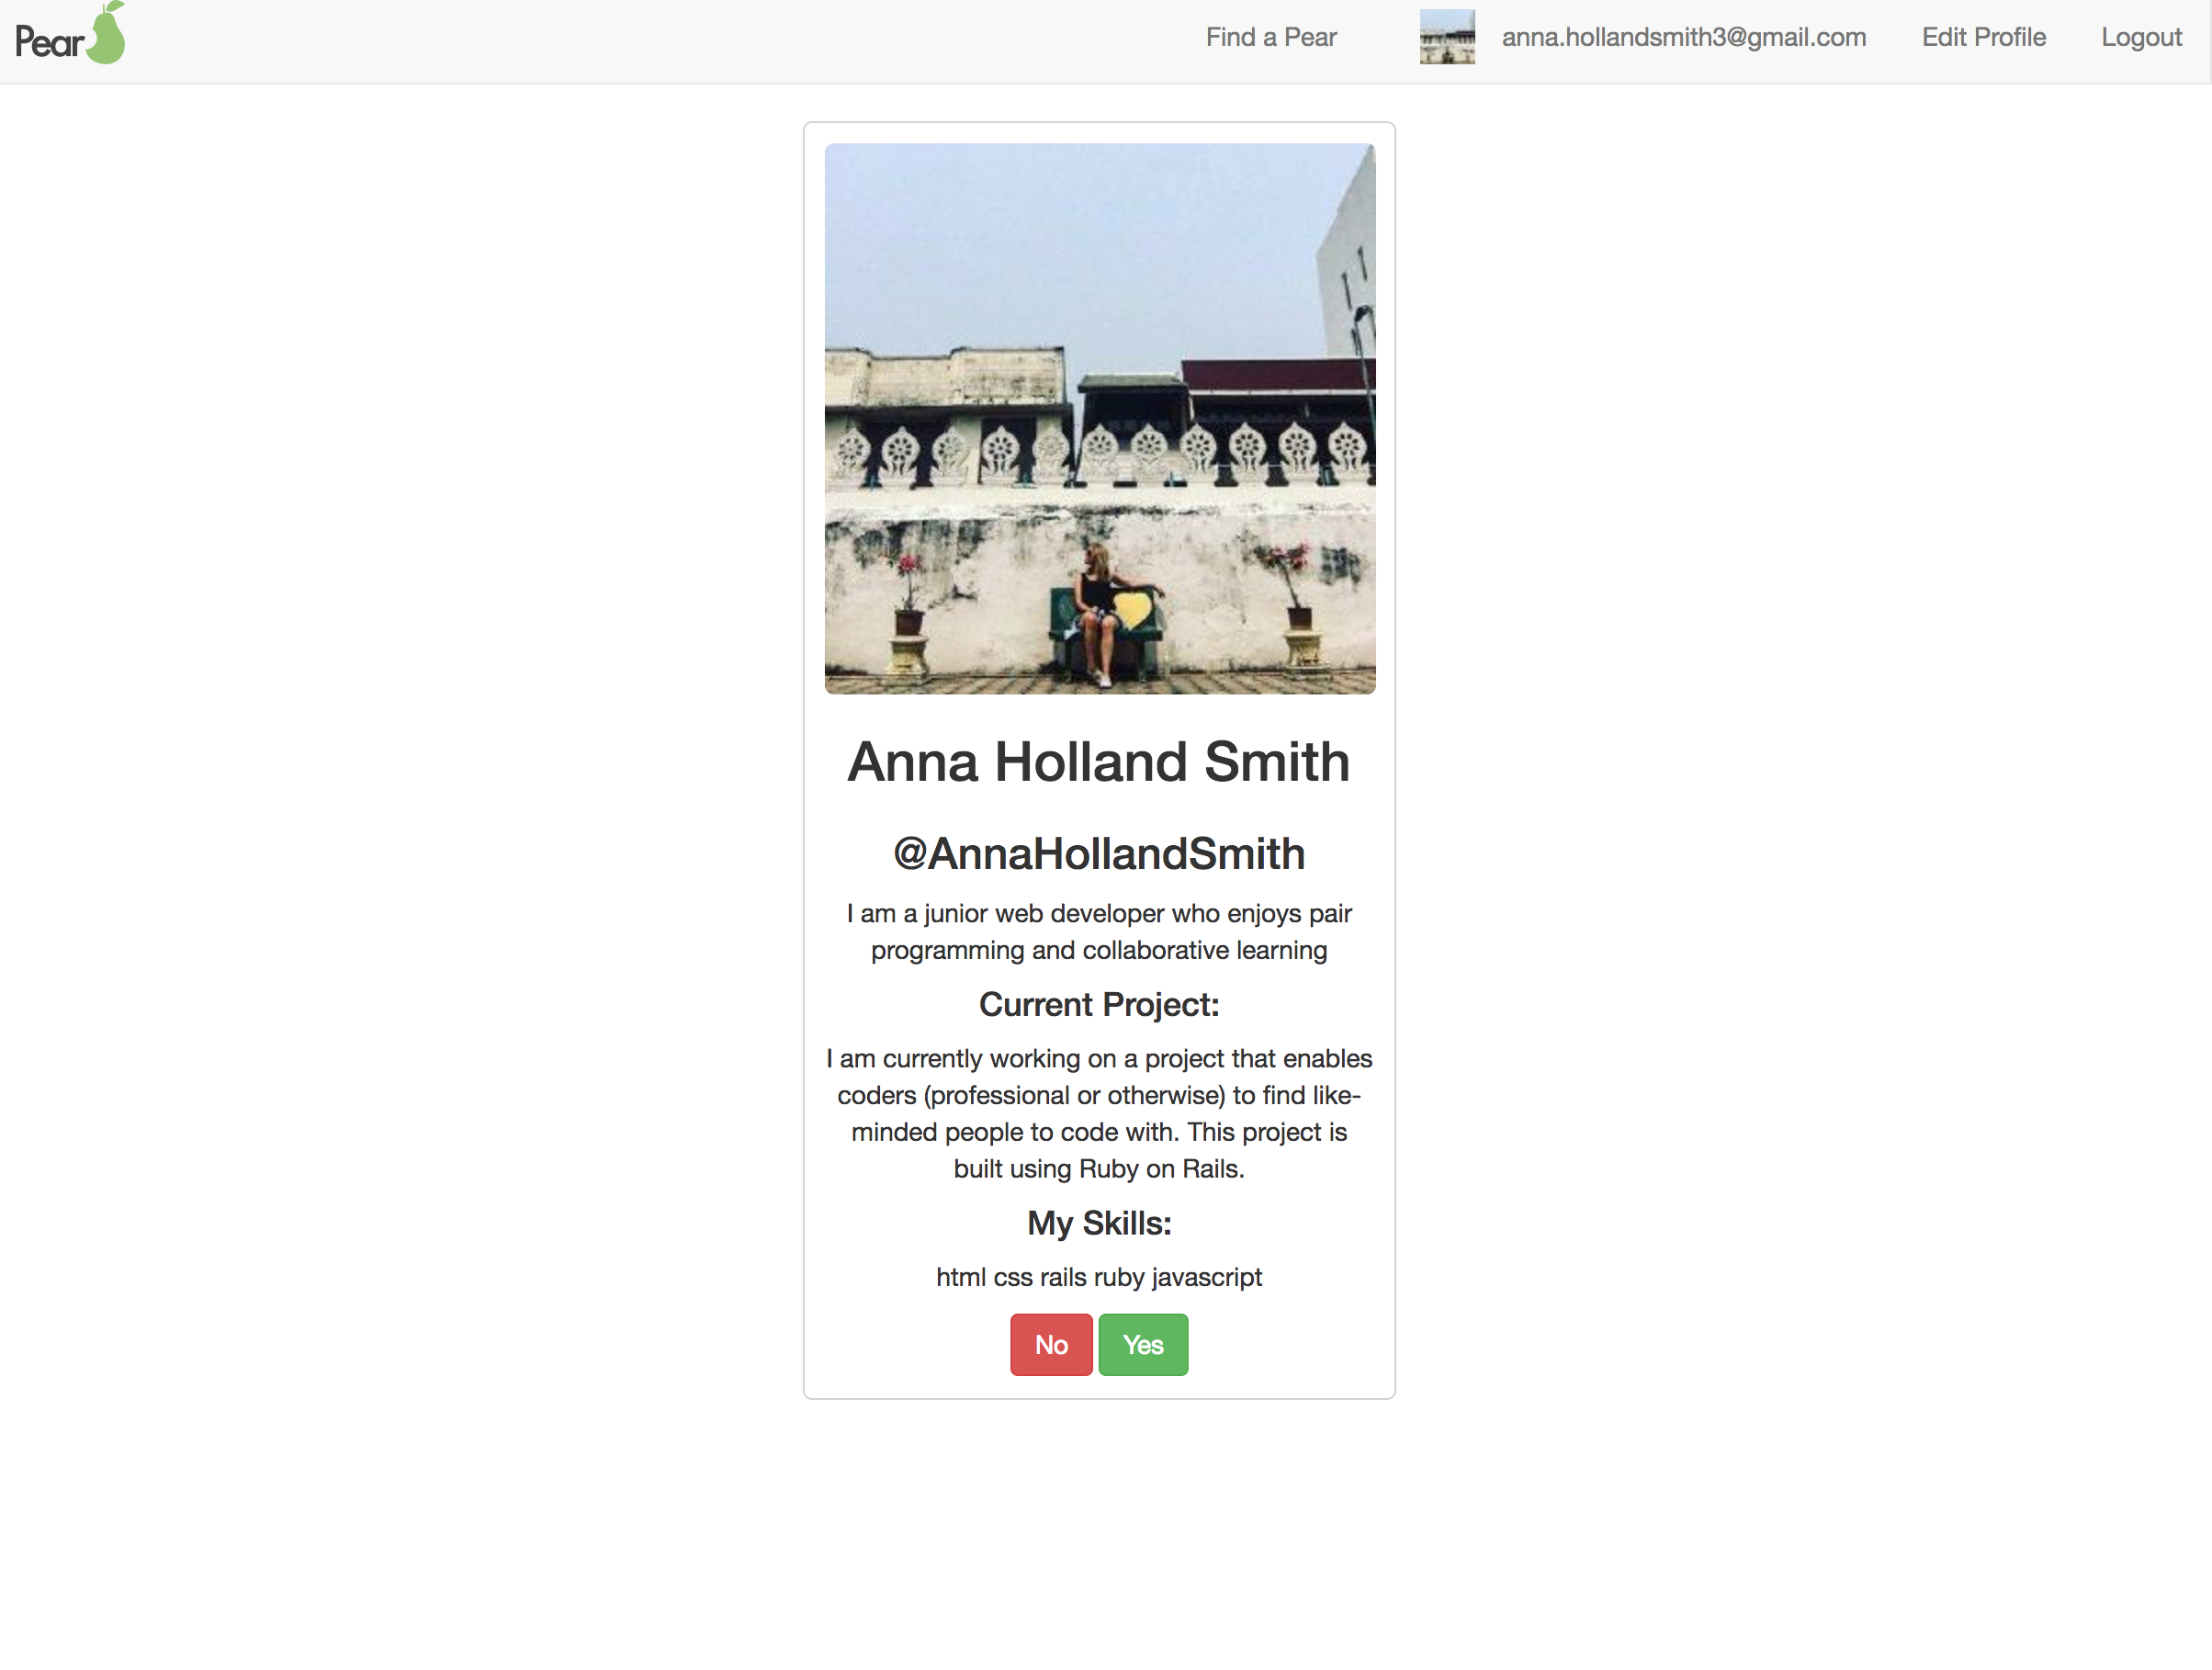 Pear
Find a Pear
anna.hollandsmith3@gmail.com
Edit Profile
Logout
Anna Holland Smith
@AnnaHollandSmith
I am a junior web developer who enjoys pair
programming and collaborative learning
Current Project:
I am currently working on a project that enables
coders (professional or otherwise) to find like-
minded people to code with. This project is
built using Ruby on Rails.
My Skills:
html css rails ruby javascript
No
Yes